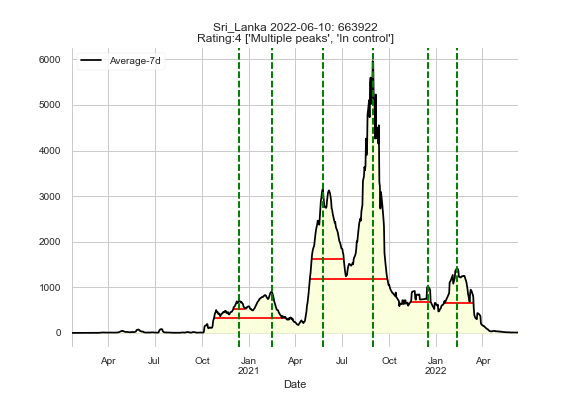 Sri_Lanka 2022-06-10: 663922
Rating:4 ['Multiple peaks', 'In control']
Average-7d
6000
5000
4000
3000
2000
1000
0
Apr Jul Oct Jan Apr Jul Oct Jan Apr
2021 2022
Date